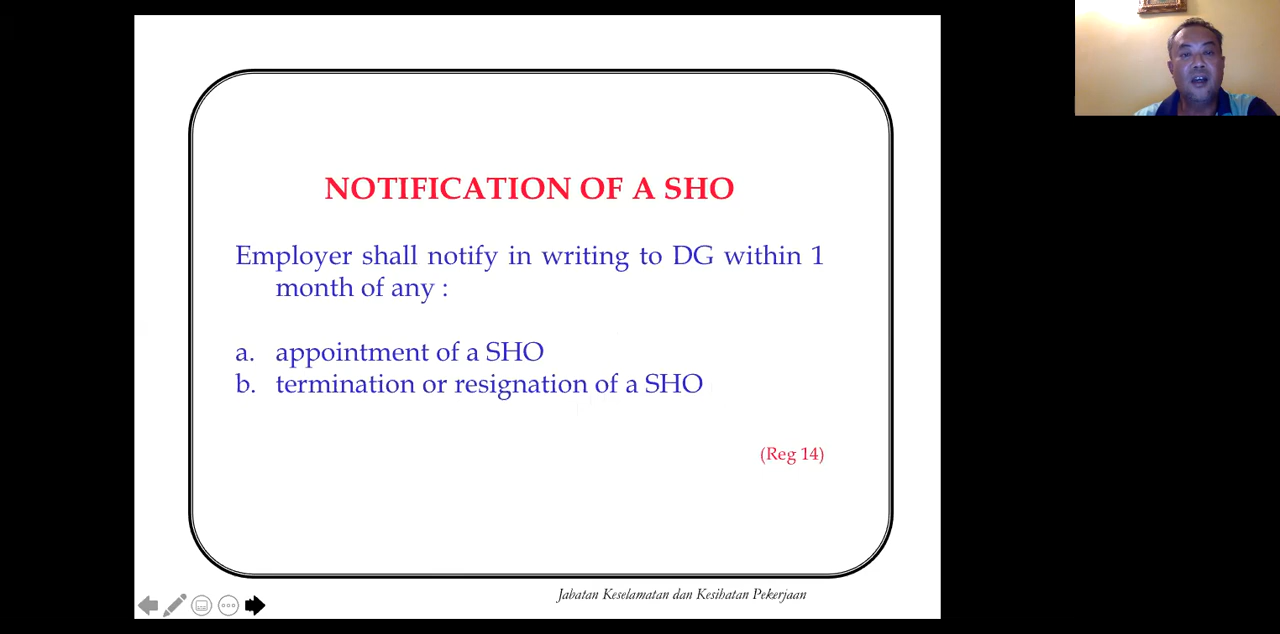 NOTIFICATION OF A SHO
Employer shall notify in writing to DG within 1
month of any :
a. appointment of a SHO
b. termination or resignation of a SHO
(Reg 14)
Jabatan Keselamatan dan Kesihatan Pekerjaan